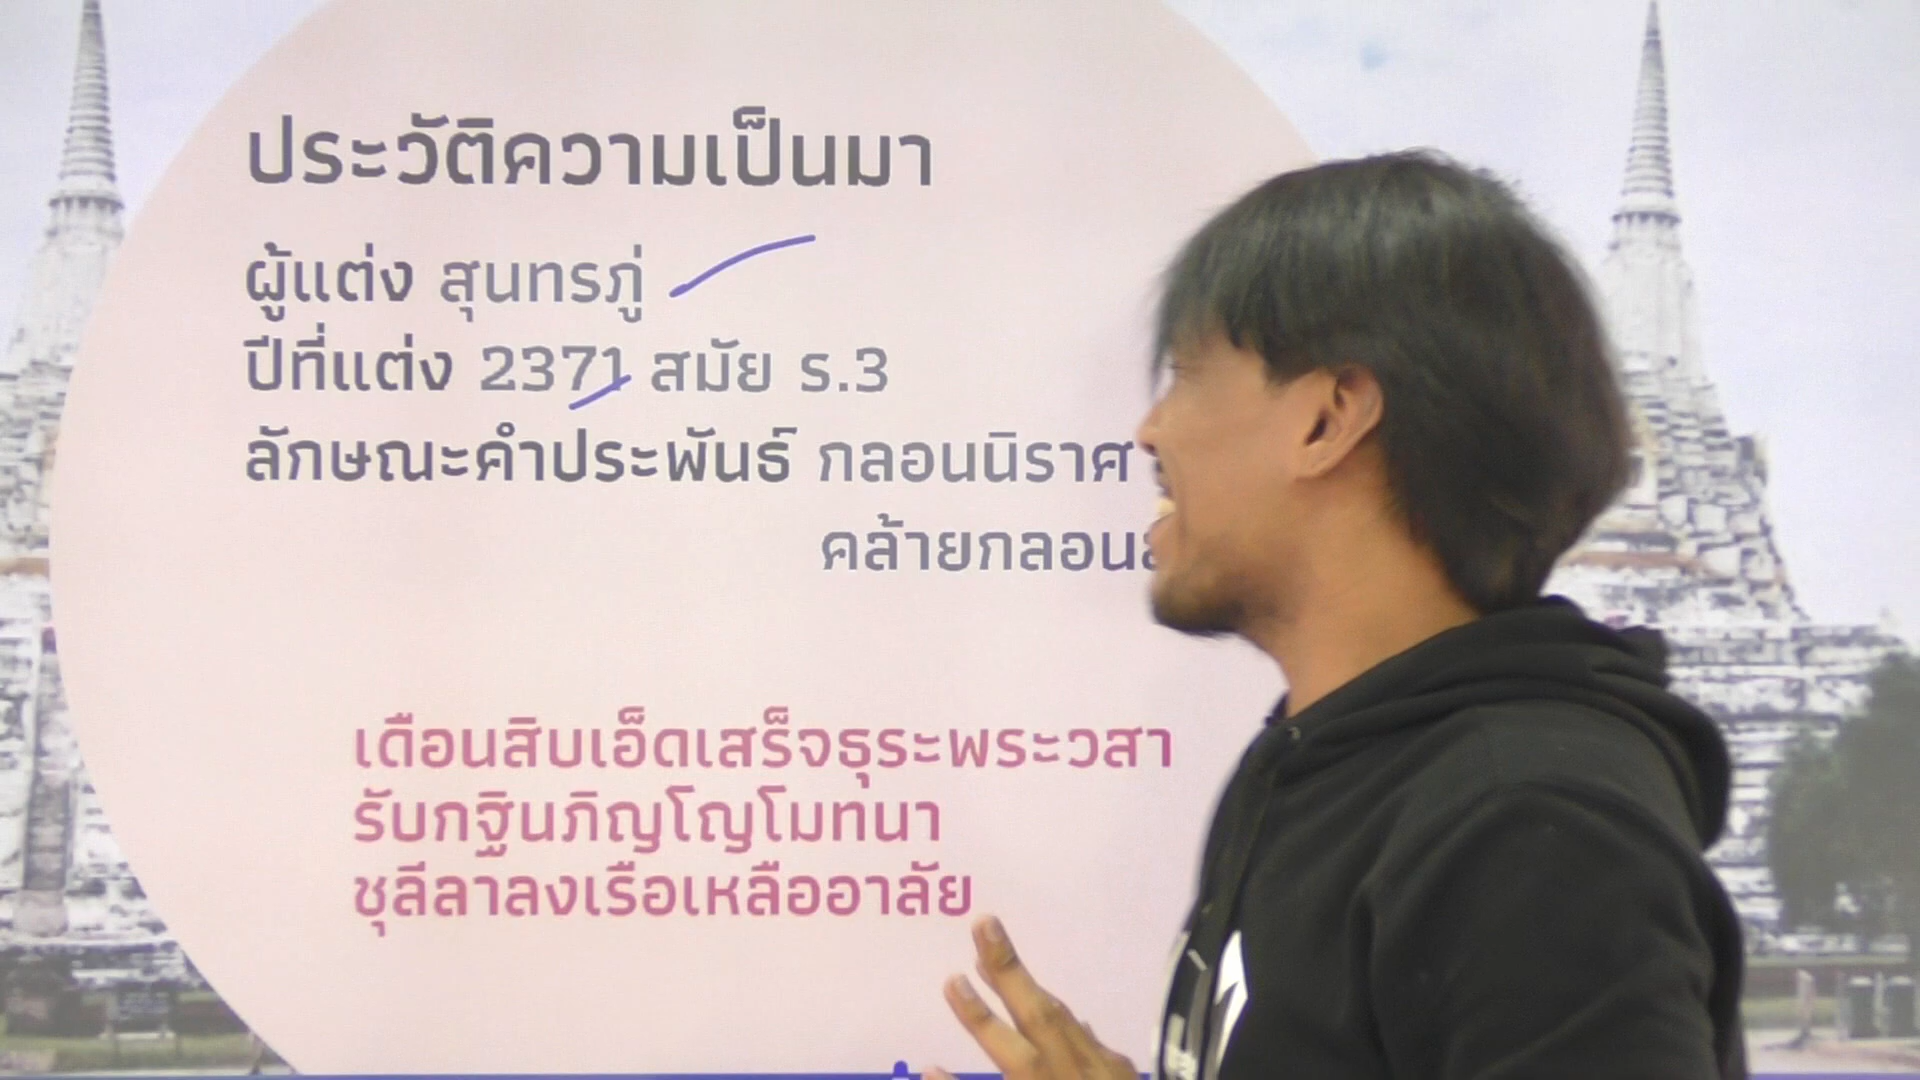 ประวัติความเป็นมา
ผู้แต่ง สุนทรภู่
ปีที่แต่ง 2371 สมัย ร.3
ลักษณะคำประพันธ์ กลอนนิราศ
คล้ายกลอน
เดือนสิบเอ็ดเสร็จธุระพระวสา
รับกฐินภิญโญโมทนา
ชุลีลาลงเรือเหลืออาลัย